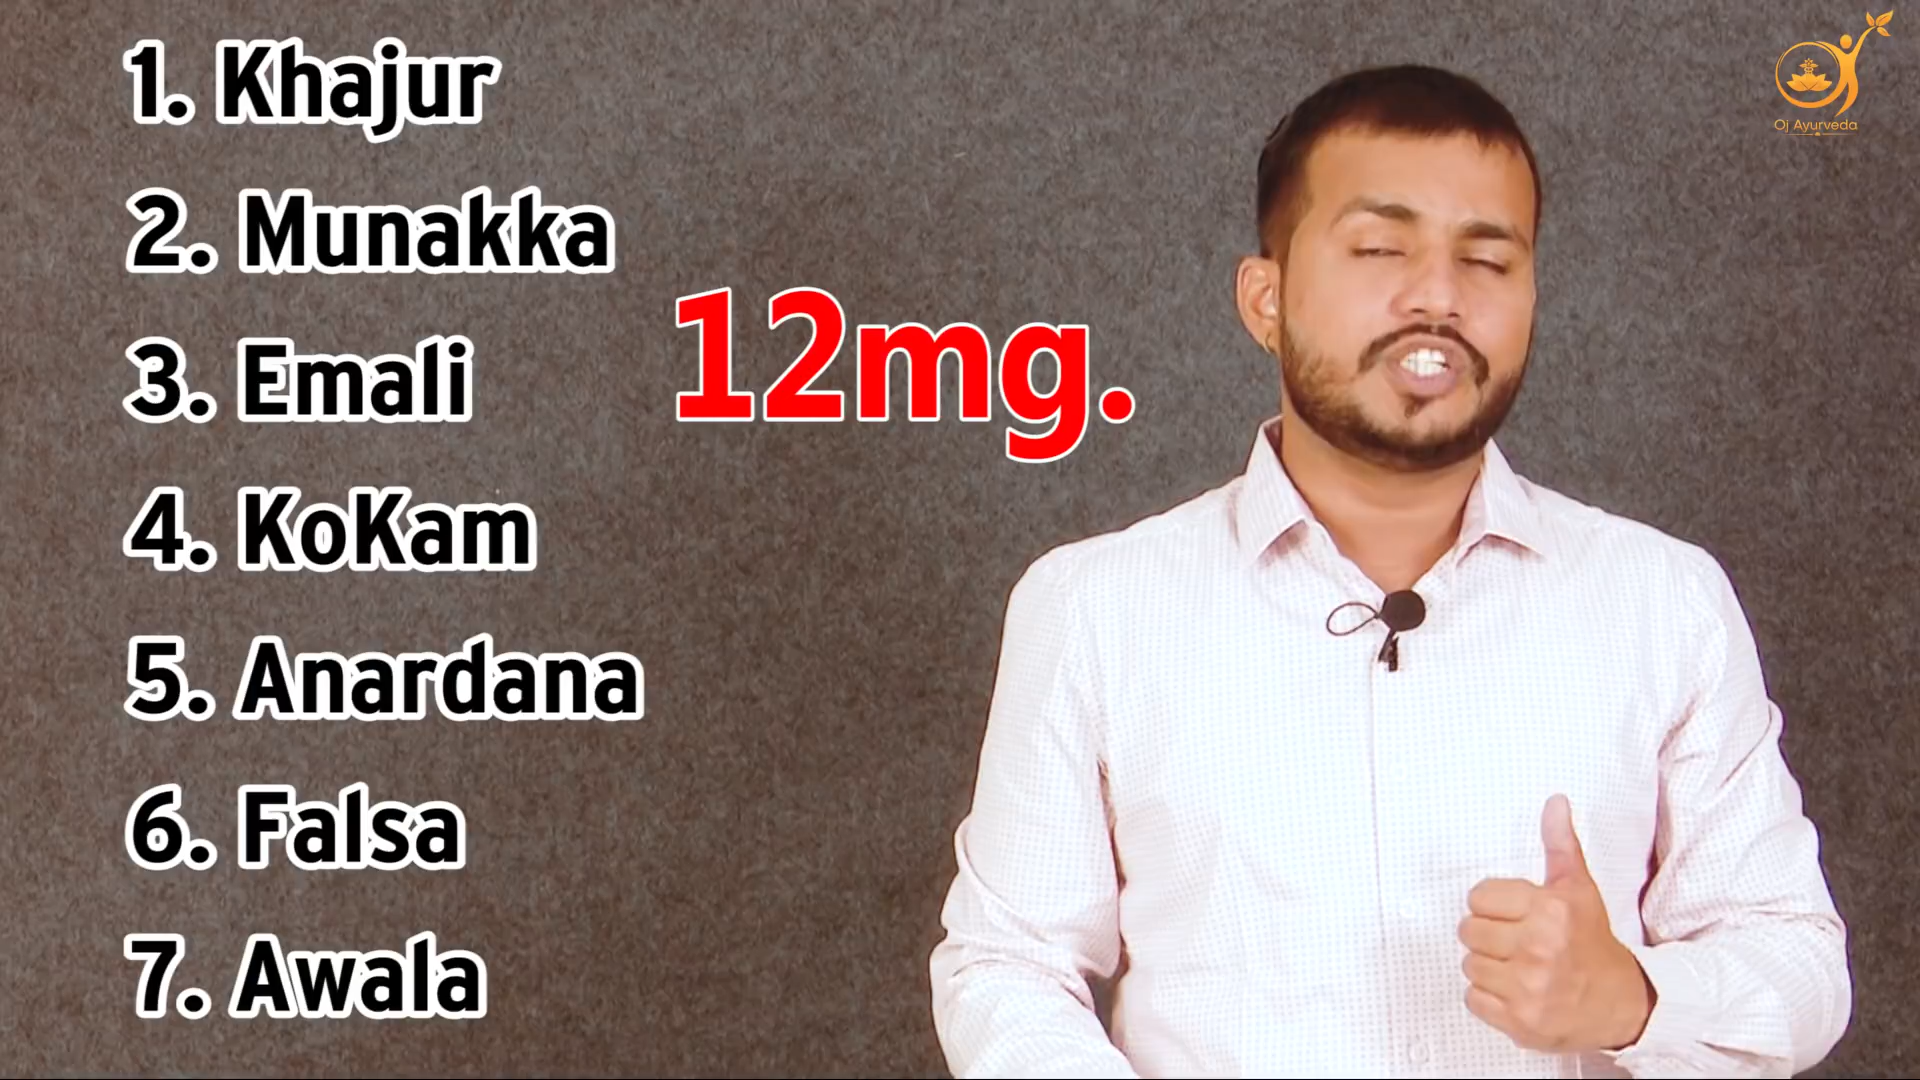 1. Khajur
2. Munakka
12mg.
3. Emali
4. KoKam
5. Anardana
6. Falsa
7. Awala
Oj Ayurveda